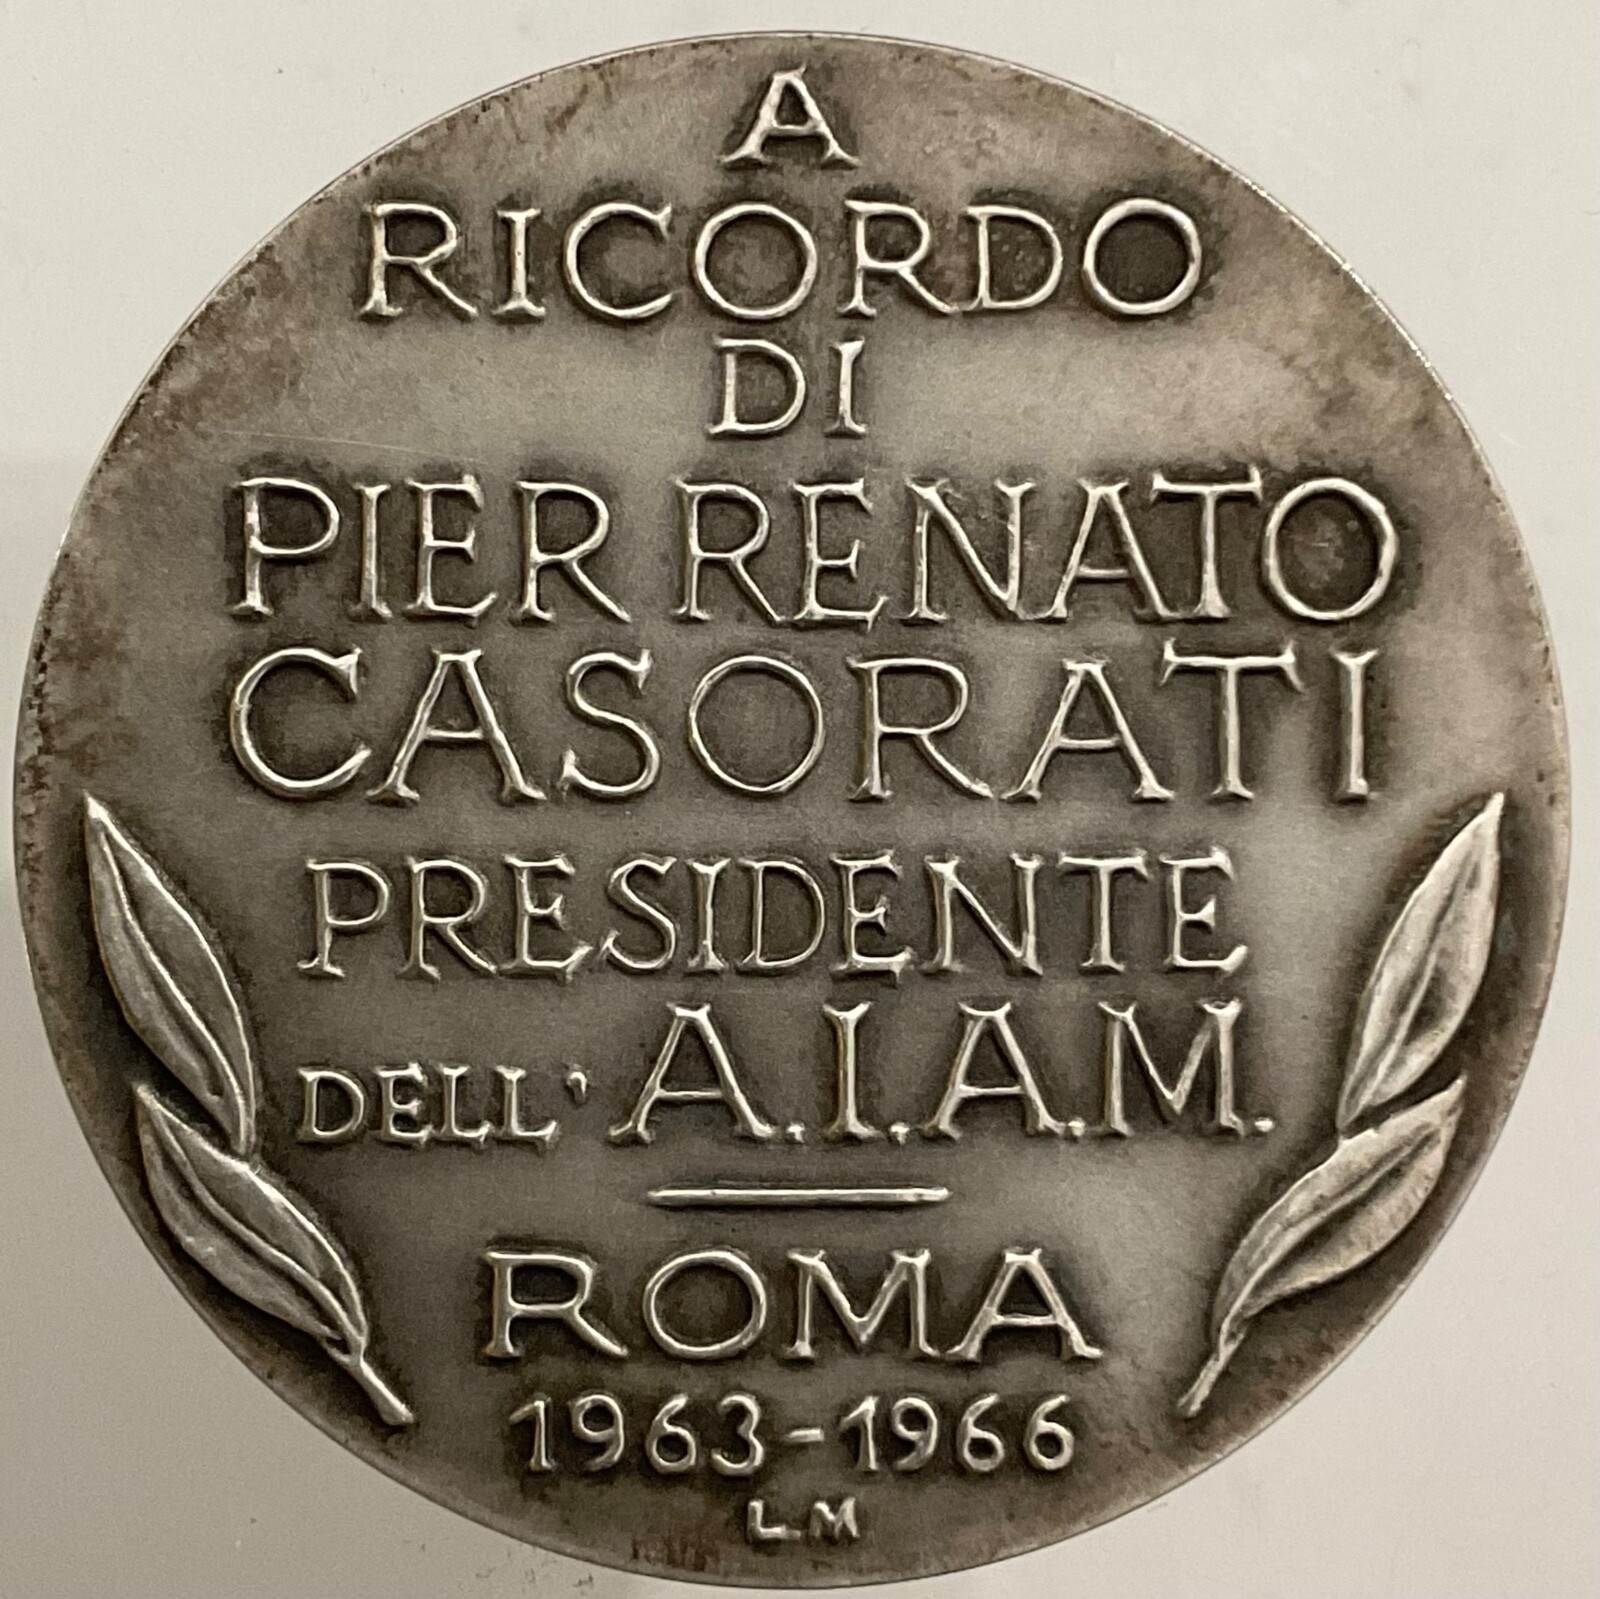 A
RICORDO
DI
PIER RENATO
CASORATI
PRESIDENTE
DELL' A.I.A.M.
ROMA
1963-1966
L.M